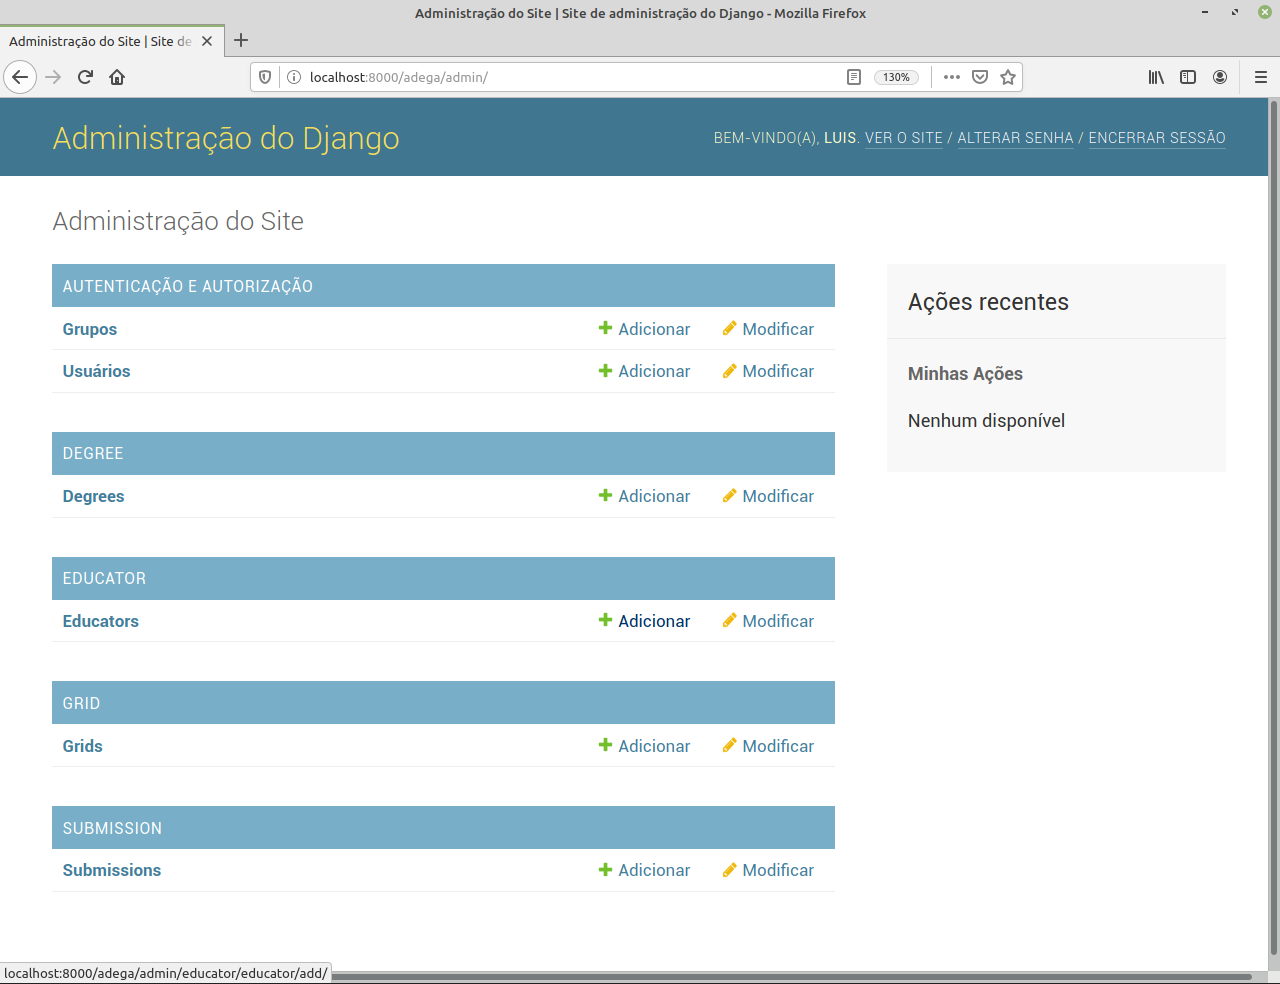 Administração do Site | Site de administração do Django - Mozilla Firefox
Administração do Site | Site de
localhost:8000/adega/admin/
130%
Administração do Django
BEM-VINDO(A), LUIS. VER O SITE / ALTERAR SENHA / ENCERRAR SESSÃO
Administração do Site
AUTENTICAÇÃO E AUTORIZAÇÃO
Grupos Adicionar Modificar
Usuários Adicionar Modificar
DEGREE
Degrees Adicionar Modificar
EDUCATOR
Educators Adicionar Modificar
GRID
Grids Adicionar Modificar
SUBMISSION
Submissions Adicionar Modificar
Ações recentes
Minhas Ações
Nenhum disponível
localhost:8000/adega/admin/educator/educator/add/